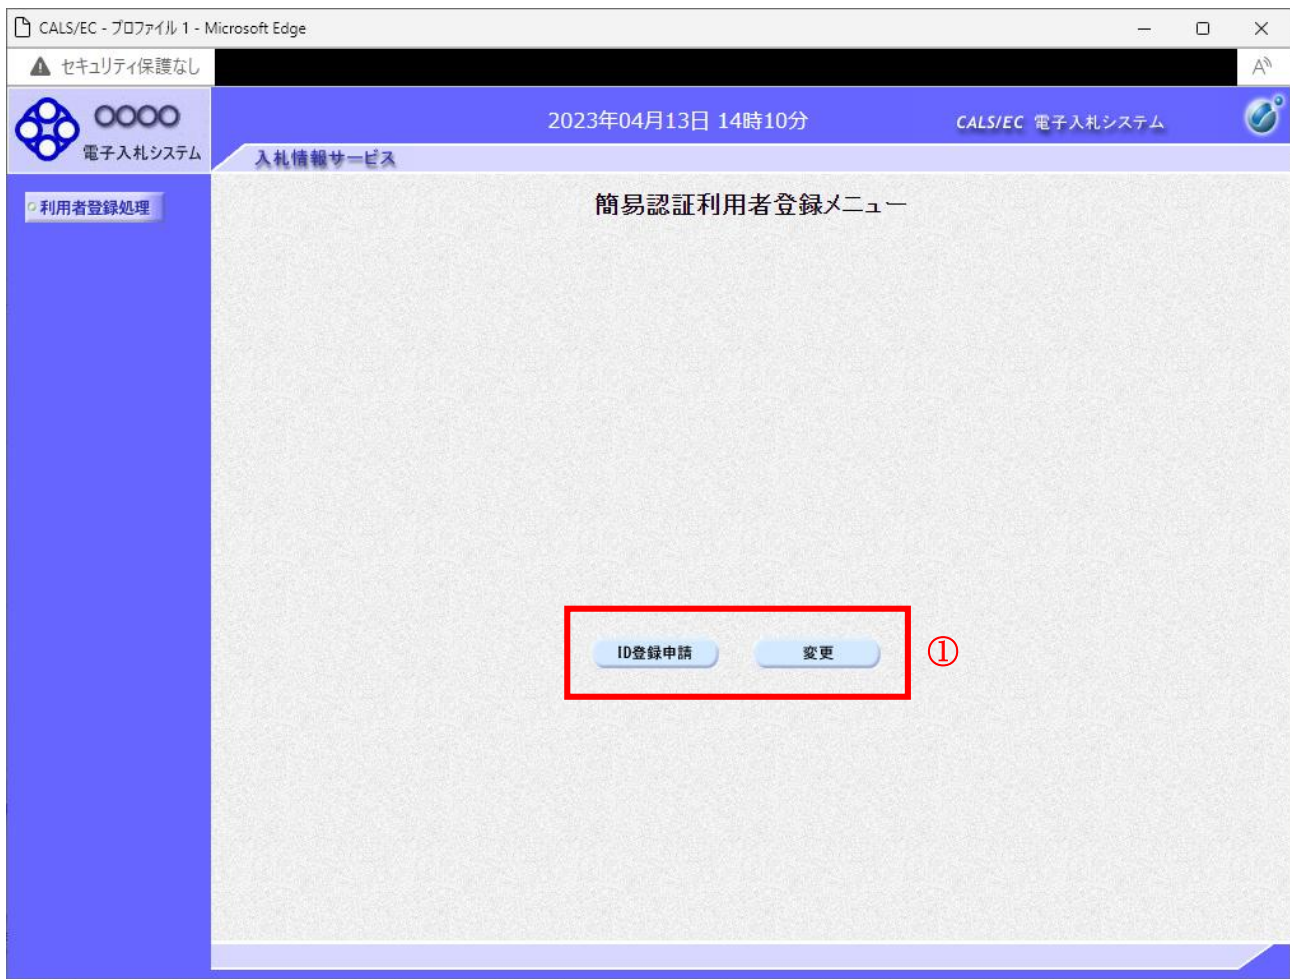 CALS/EC - プロファイル 1 - Microsoft Edge
セキュリティ保護なし
○○○○
電子入札システム
2023年04月13日 14時10分
CALS/EC 電子入札システム
入札情報サービス
利用者登録処理
簡易認証利用者登録メニュー
ID登録申請 変更 ①